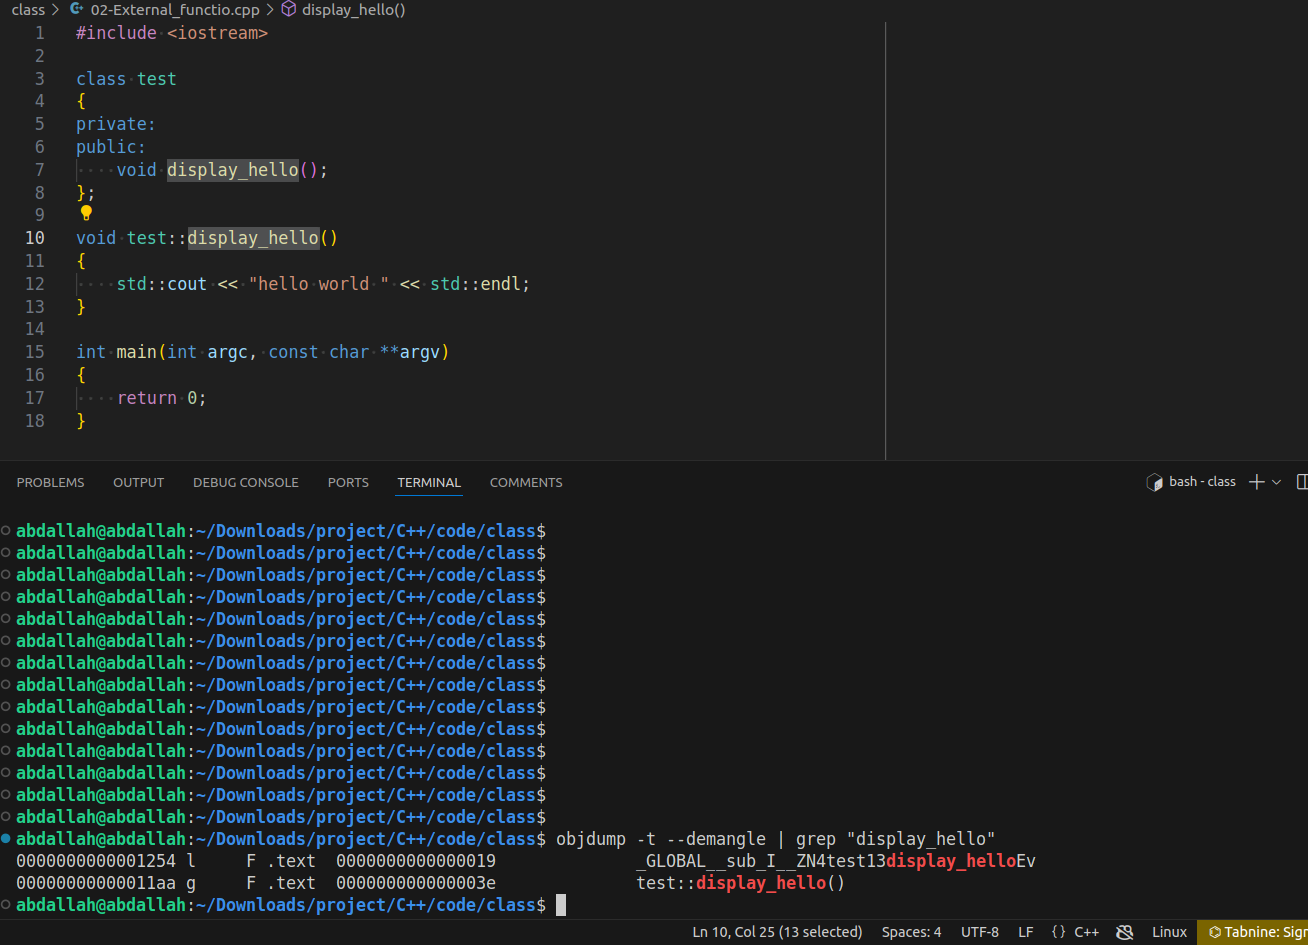 class > 02-External_functio.cpp > display_hello()
1 #include <iostream>
2
3 class test
4 {
5 private:
6 public:
7     void display_hello();
8 };
9
10 void test::display_hello()
11 {
12     std::cout << "hello world " << std::endl;
13 }
14
15 int main(int argc, const char **argv)
16 {
17     return 0;
18 }
PROBLEMS OUTPUT DEBUG CONSOLE PORTS TERMINAL COMMENTS bash - class
abdallah@abdallah:~/Downloads/project/C++/code/class$
abdallah@abdallah:~/Downloads/project/C++/code/class$
abdallah@abdallah:~/Downloads/project/C++/code/class$
abdallah@abdallah:~/Downloads/project/C++/code/class$
abdallah@abdallah:~/Downloads/project/C++/code/class$
abdallah@abdallah:~/Downloads/project/C++/code/class$
abdallah@abdallah:~/Downloads/project/C++/code/class$
abdallah@abdallah:~/Downloads/project/C++/code/class$
abdallah@abdallah:~/Downloads/project/C++/code/class$
abdallah@abdallah:~/Downloads/project/C++/code/class$
abdallah@abdallah:~/Downloads/project/C++/code/class$
abdallah@abdallah:~/Downloads/project/C++/code/class$
abdallah@abdallah:~/Downloads/project/C++/code/class$
abdallah@abdallah:~/Downloads/project/C++/code/class$
abdallah@abdallah:~/Downloads/project/C++/code/class$ objdump -t --demangle | grep "display_hello"
0000000000001254 l     F .text  0000000000000019              _GLOBAL__sub_I__ZN4test13display_helloEv
00000000000011aa g     F .text  000000000000003e              test::display_hello()
abdallah@abdallah:~/Downloads/project/C++/code/class$
Ln 10, Col 25 (13 selected) Spaces: 4 UTF-8 LF {} C++ Linux Tabnine: Sign